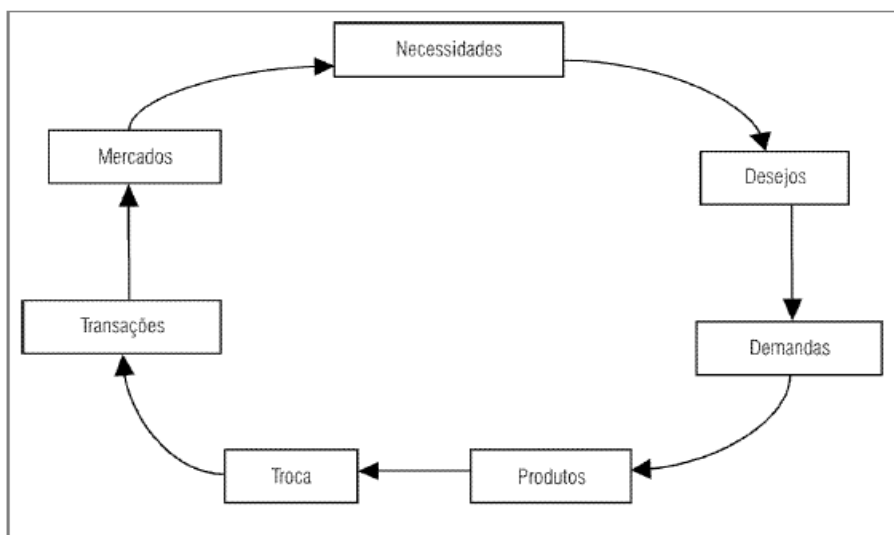 Necessidades
Desejos
Demandas
Produtos
Troca
Transações
Mercados